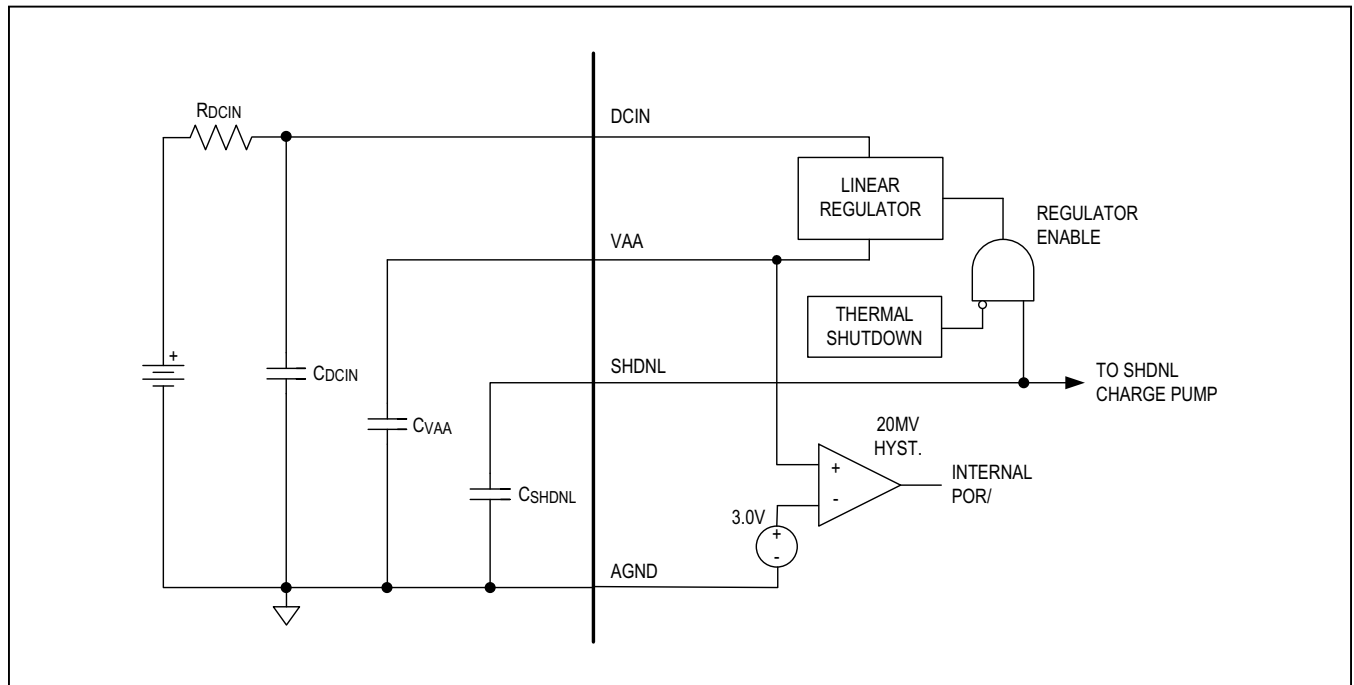 RDCIN
DCIN
LINEAR
REGULATOR
REGULATOR
ENABLE
VAA
THERMAL
SHUTDOWN
+
CDCIN
SHDNL
TO SHDNL
CHARGE PUMP
CVAA
20MV
HYST.
+
-
INTERNAL
POR/
CSHDNL
3.0V
+
-
AGND